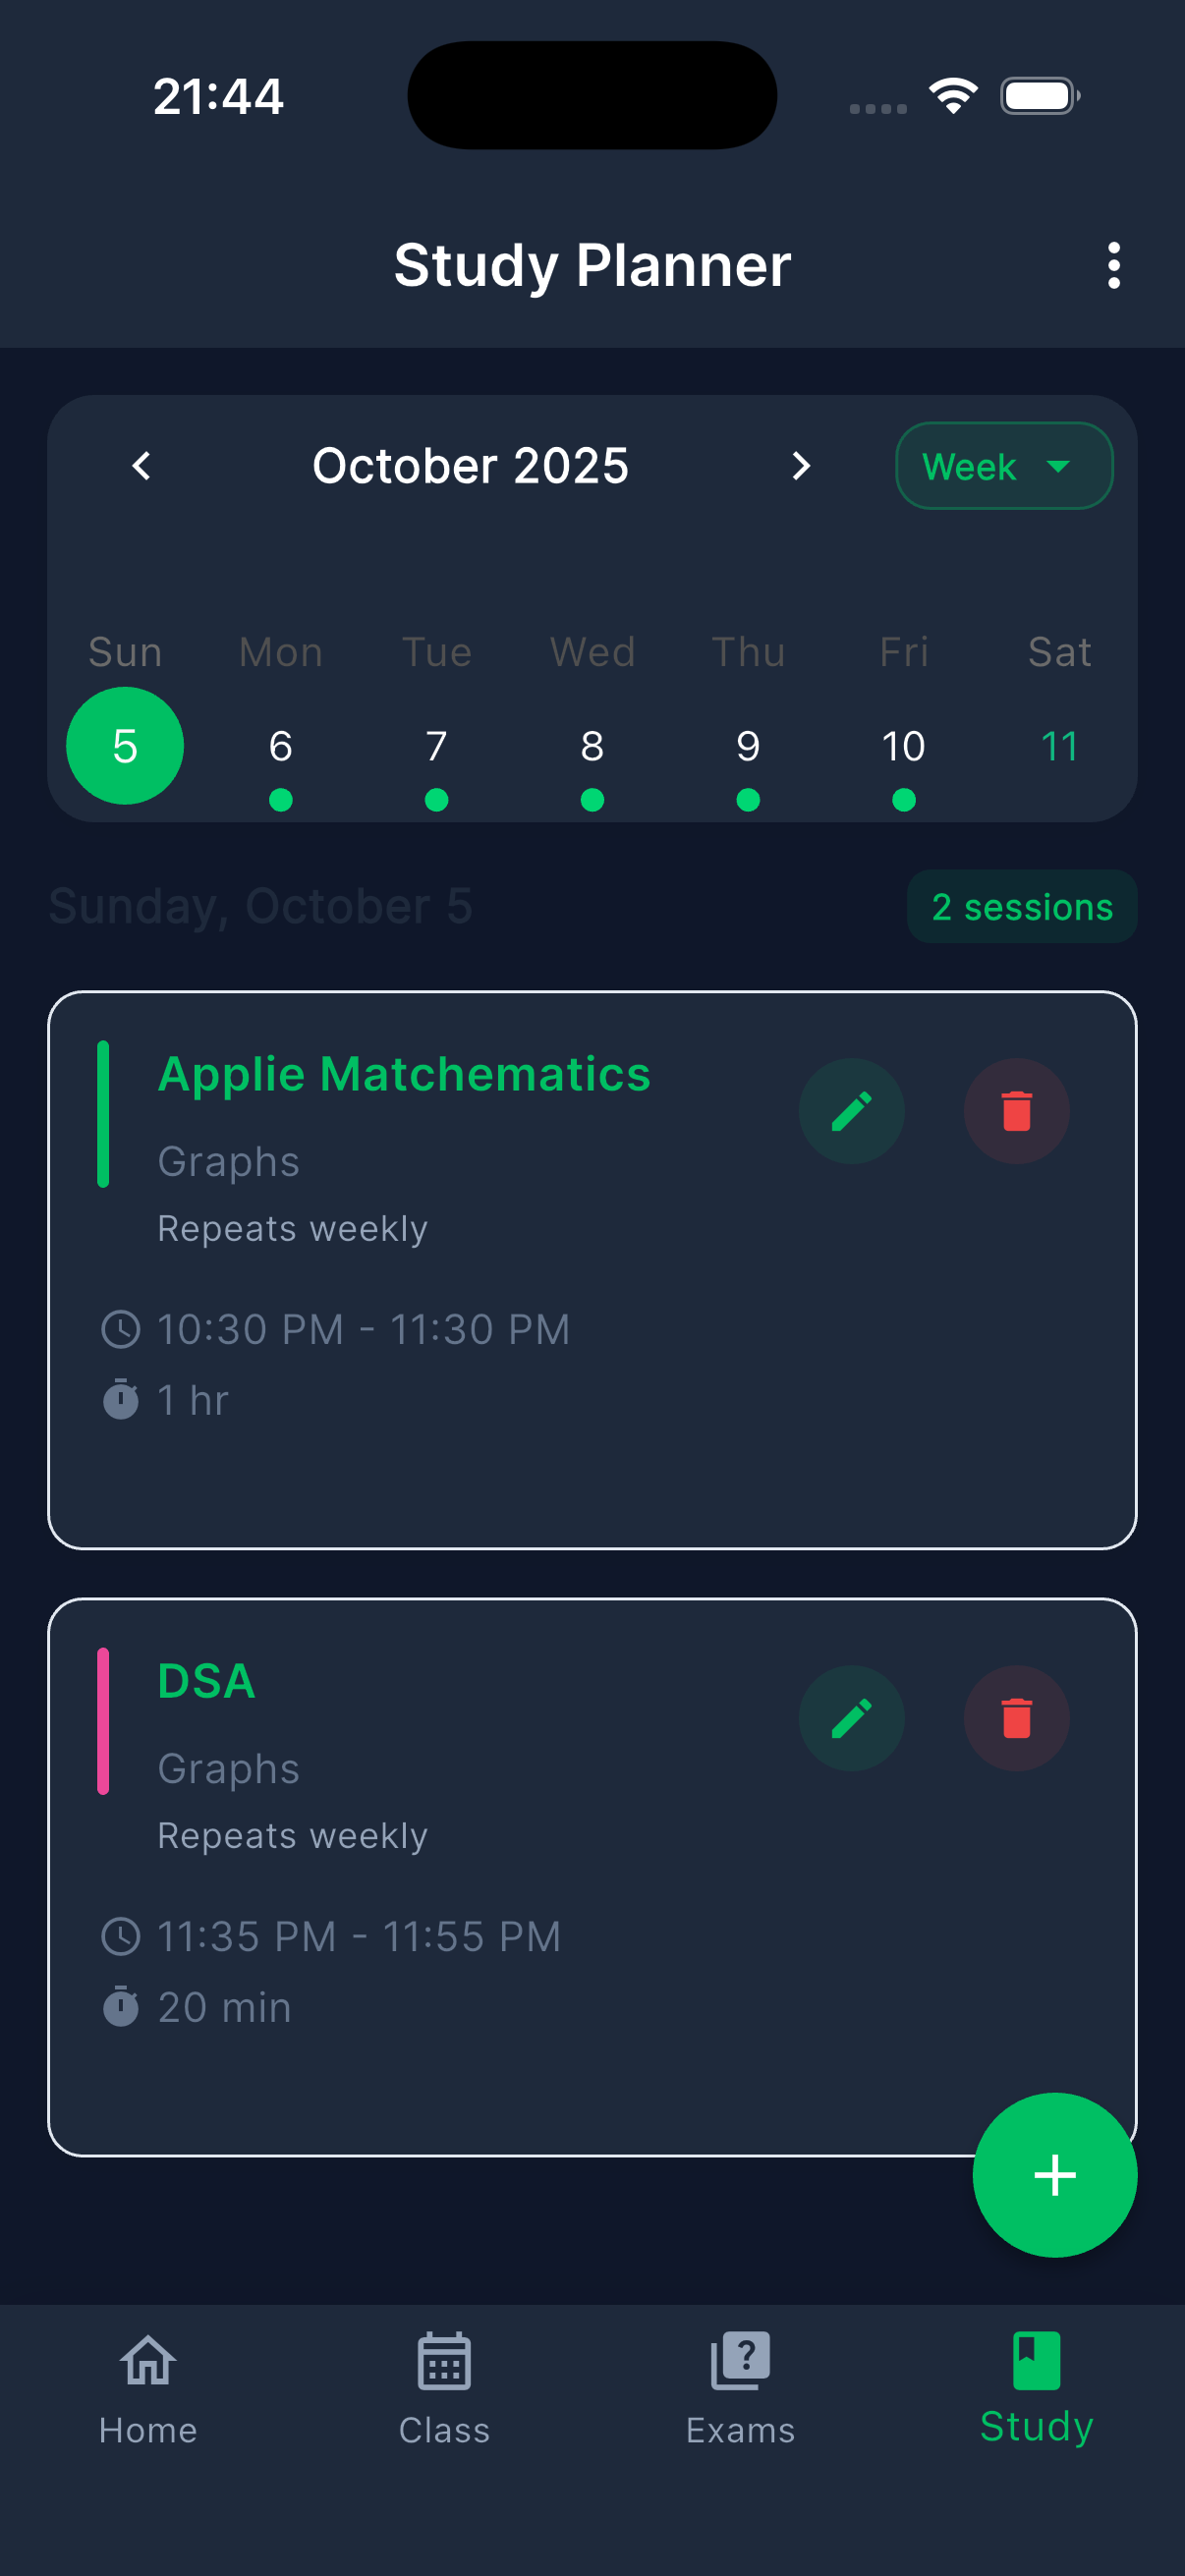 21:44
Study Planner
October 2025
Week
Sun Mon Tue Wed Thu Fri Sat
5 6 7 8 9 10 11
Sunday, October 5
2 sessions
Applie Matchematics
Graphs
Repeats weekly
10:30 PM - 11:30 PM
1 hr
DSA
Graphs
Repeats weekly
11:35 PM - 11:55 PM
20 min
+
Home Class Exams Study